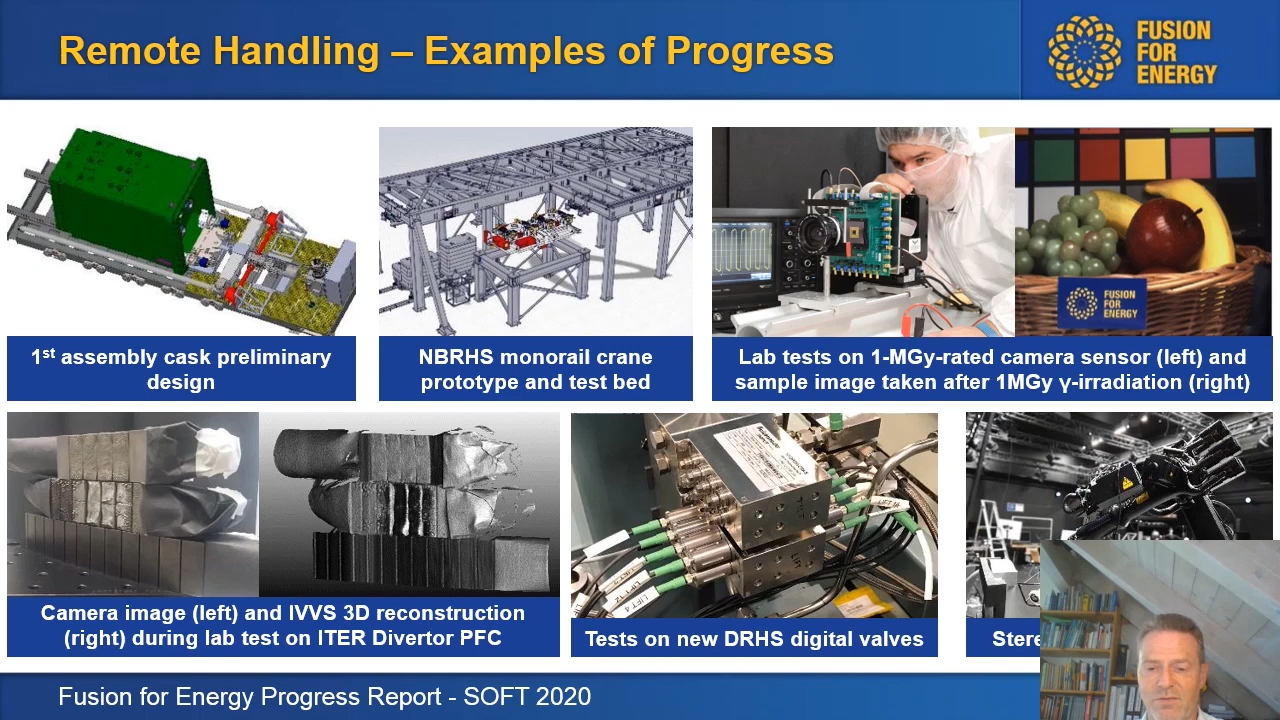 Remote Handling – Examples of Progress
FUSION
FOR
ENERGY
1st assembly cask preliminary
design
NBRHS monorail crane
prototype and test bed
FUSION
FOR
ENERGY
Lab tests on 1-MGy-rated camera sensor (left) and
sample image taken after 1MGy γ-irradiation (right)
Camera image (left) and IVVS 3D reconstruction
(right) during lab test on ITER Divertor PFC
LIFT 4
Tests on new DRHS digital valves
Fusion for Energy Progress Report - SOFT 2020